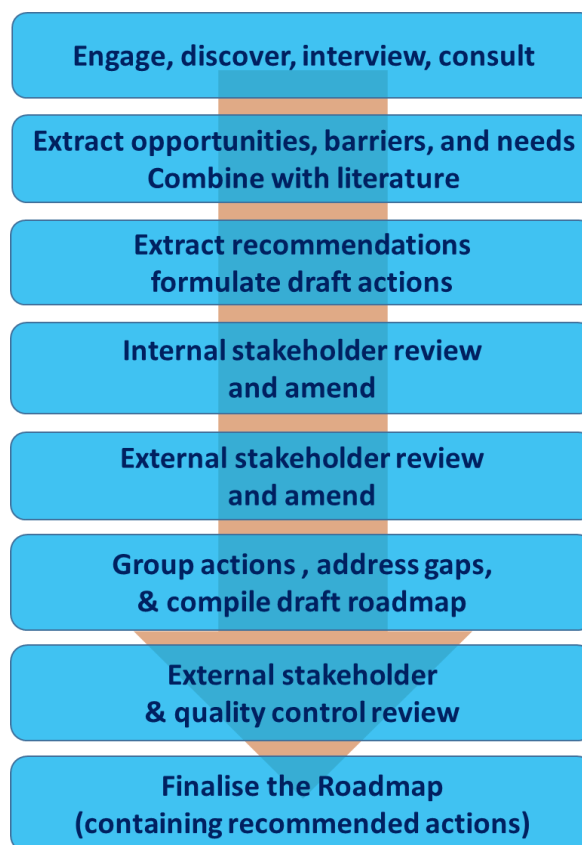 Engage, discover, interview, consult
Extract opportunities, barriers, and needs
Combine with literature
Extract recommendations
formulate draft actions
Internal stakeholder review
and amend
External stakeholder review
and amend
Group actions , address gaps,
& compile draft roadmap
External stakeholder
& quality control review
Finalise the Roadmap
(containing recommended actions)